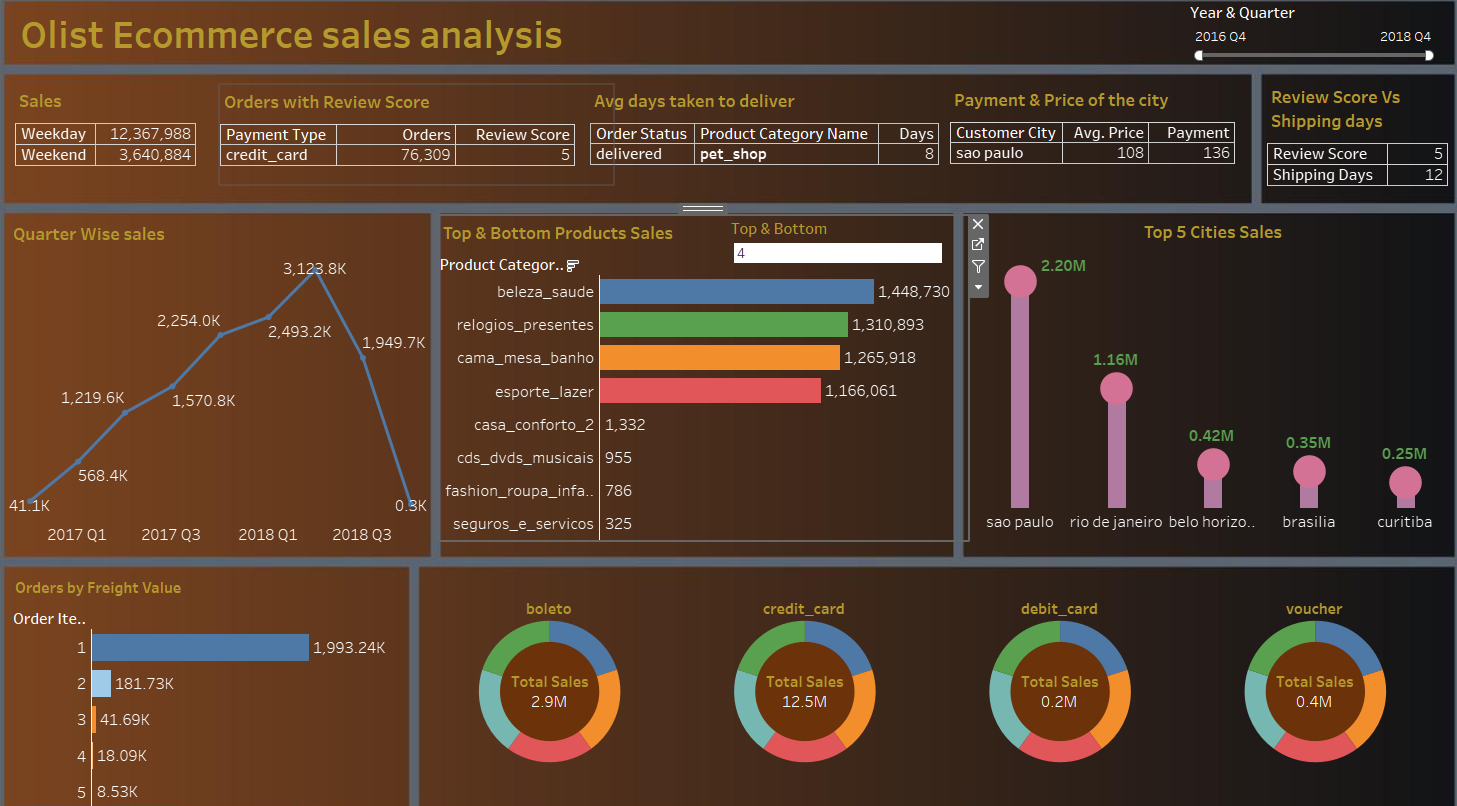 Olist Ecommerce sales analysis
Year & Quarter
2016 Q4 2018 Q4
Sales
Weekday 12,367,988
Weekend 3,640,884
Orders with Review Score
Payment Type Orders Review Score
credit_card 76,309 5
Avg days taken to deliver
Order Status Product Category Name Days
delivered pet_shop 8
Payment & Price of the city
Customer City Avg. Price Payment
sao paulo 108 136
Review Score Vs
Shipping days
Review Score 5
Shipping Days 12
Quarter Wise sales
3,123.8K
2,254.0K
2,493.2K
1,949.7K
1,219.6K
1,570.8K
568.4K
41.1K
0.3K
2017 Q1 2017 Q3 2018 Q1 2018 Q3
Top & Bottom Products Sales
Top & Bottom
4
Product Categor..
beleza_saude 1,448,730
relogios_presentes 1,310,893
cama_mesa_banho 1,265,918
esporte_lazer 1,166,061
casa_conforto_2 1,332
cds_dvds_musicais 955
fashion_roupa_infa.. 786
seguros_e_servicos 325
Top 5 Cities Sales
2.20M
1.16M
0.42M
0.35M
0.25M
sao paulo rio de janeiro belo horizo.. brasilia curitiba
Orders by Freight Value
Order Ite..
1 1,993.24K
2 181.73K
3 41.69K
4 18.09K
5 8.53K
boleto
Total Sales
2.9M
credit_card
Total Sales
12.5M
debit_card
Total Sales
0.2M
voucher
Total Sales
0.4M